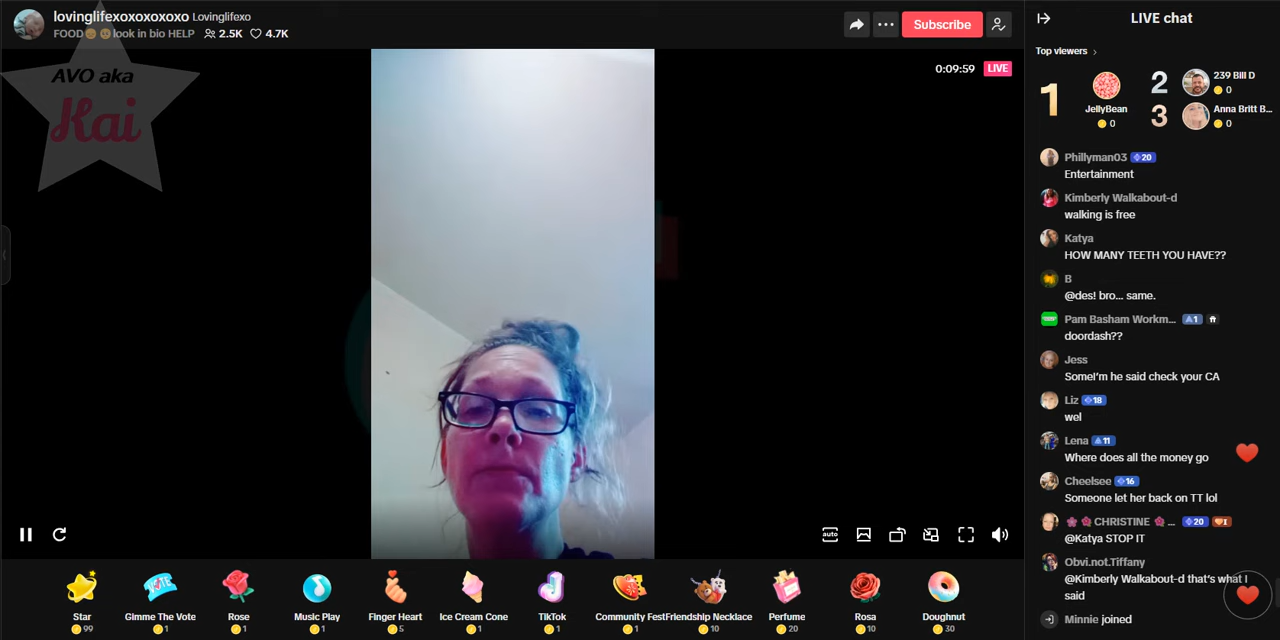 lovinglifexoxoxoxoxo Lovinglifexo
FOOD😖😖look in bio HELP 2.5K 4.7K
Subscribe
AVO aka
Kai
0:09:59 LIVE
auto
Star
99
GImme The Vote
1
Rose
1
Music Play
1
Finger Heart
5
Ice Cream Cone
1
TikTok
1
Community Fest
1
Friendship Necklace
10
Perfume
20
Rosa
10
Doughnut
30
LIVE chat
Top viewers
1
JellyBean
0
2
239 Bill D
0
3
Anna Britt B...
0
Phillyman03 20
Entertainment
Kimberly Walkabout-d
walking is free
Katya
HOW MANY TEETH YOU HAVE??
B
@des! bro... same.
Pam Basham Workm... 1
doordash??
Jess
Somel'm he said check your CA
Liz 18
wel
Lena 11
Where does all the money go
Cheelsee 16
Someone let her back on TT lol
🌸🌺CHRISTINE🌺... 20 I
@Katya STOP IT
Obvi.not.Tiffany
@Kimberly Walkabout-d that's what I
said
Minnie joined